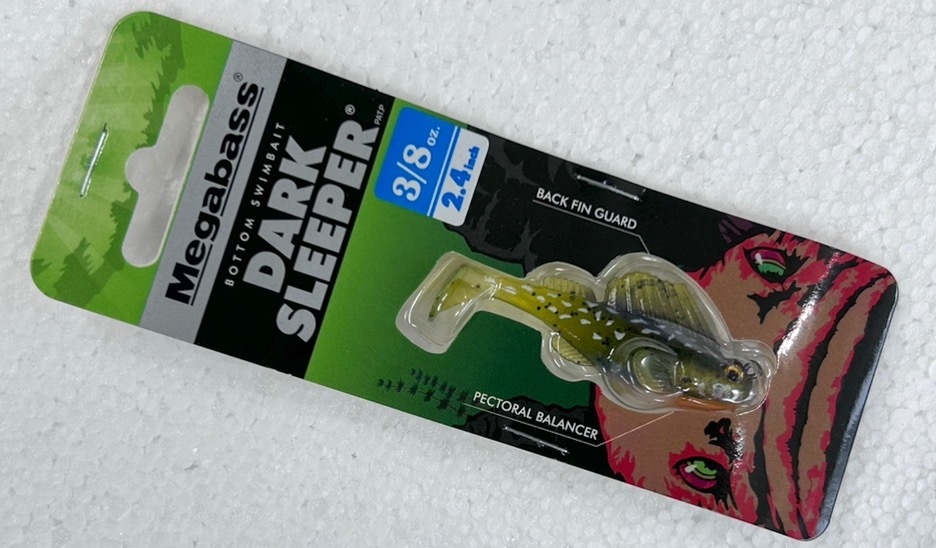 Megabass®
BOTTOM SWIMBAIT
DARK
SLEEPER®
PAT.P
3/8 oz.
2.4 inch
BACK FIN GUARD
PECTORAL BALANCER